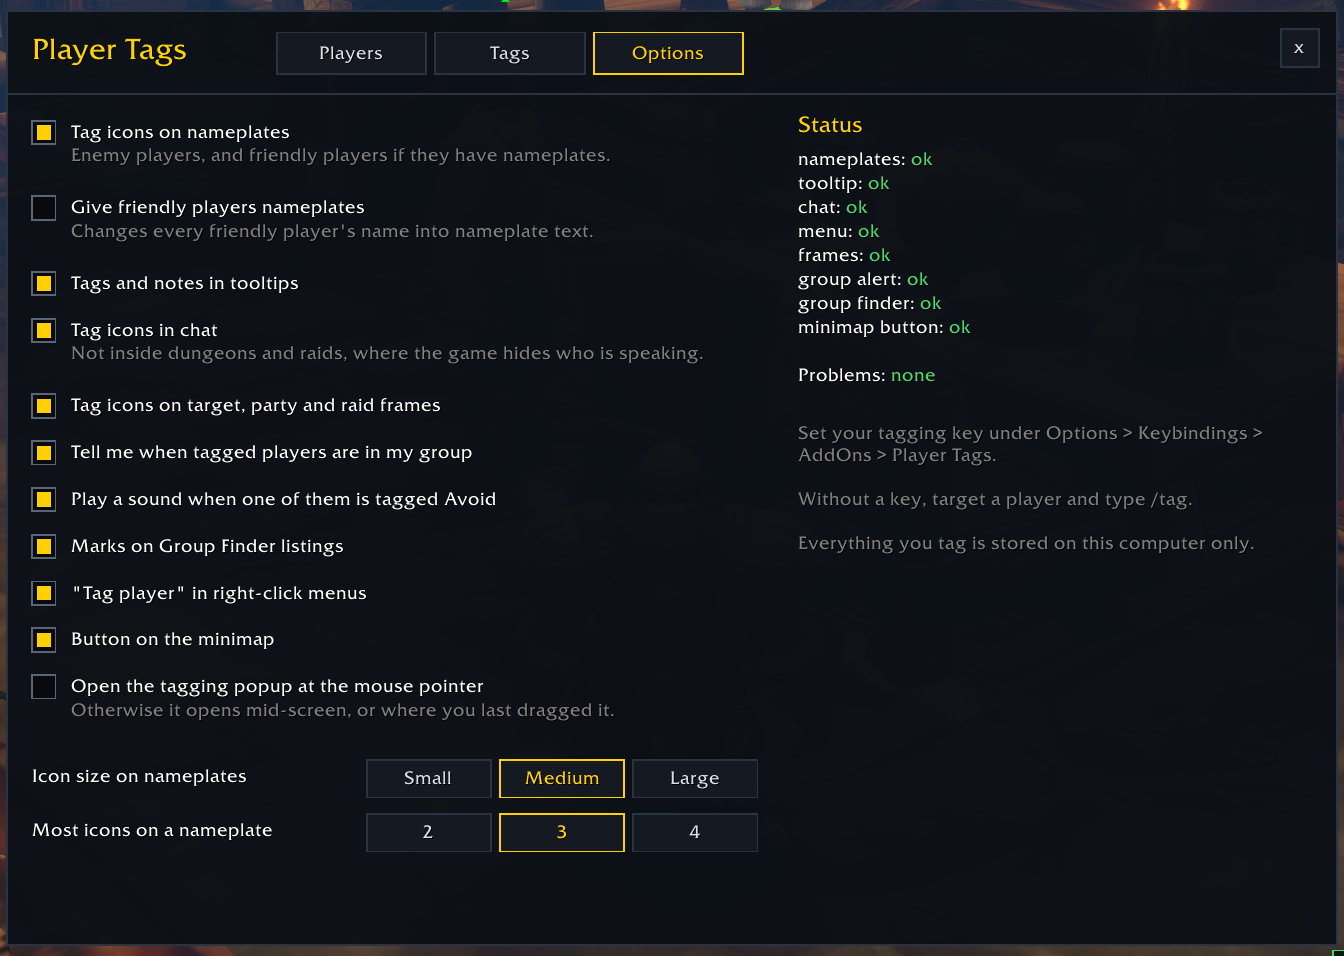 Player Tags
Players
Tags
Options
x
Tag icons on nameplates
Enemy players, and friendly players if they have nameplates.
Give friendly players nameplates
Changes every friendly player's name into nameplate text.
Tags and notes in tooltips
Tag icons in chat
Not inside dungeons and raids, where the game hides who is speaking.
Tag icons on target, party and raid frames
Tell me when tagged players are in my group
Play a sound when one of them is tagged Avoid
Marks on Group Finder listings
"Tag player" in right-click menus
Button on the minimap
Open the tagging popup at the mouse pointer
Otherwise it opens mid-screen, or where you last dragged it.
Icon size on nameplates
Small
Medium
Large
Most icons on a nameplate
2
3
4
Status
nameplates: ok
tooltip: ok
chat: ok
menu: ok
frames: ok
group alert: ok
group finder: ok
minimap button: ok
Problems: none
Set your tagging key under Options > Keybindings >
AddOns > Player Tags.
Without a key, target a player and type /tag.
Everything you tag is stored on this computer only.